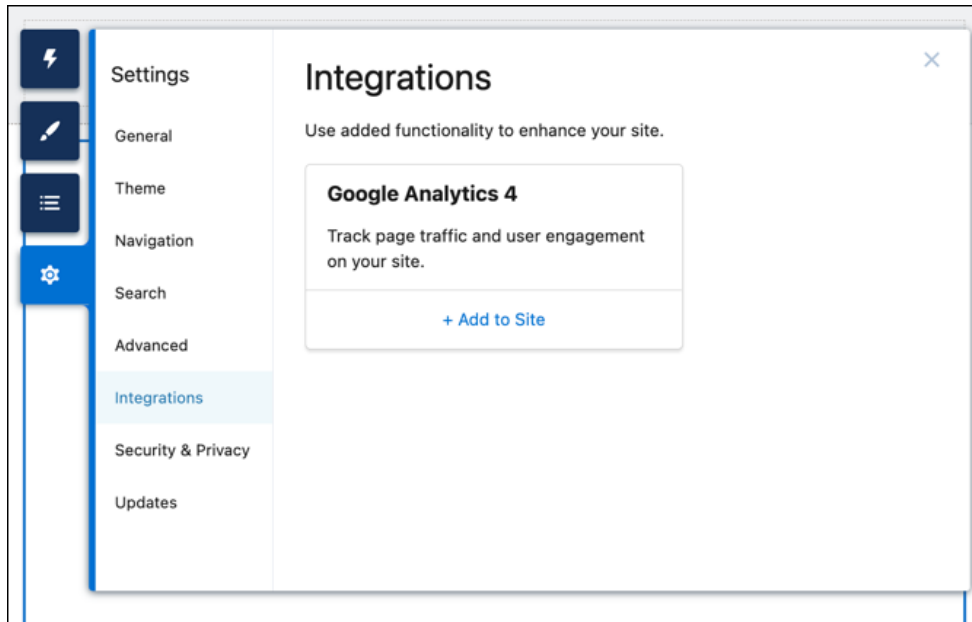 Settings
General
Theme
Navigation
Search
Advanced
Integrations
Security & Privacy
Updates
Integrations
Use added functionality to enhance your site.
Google Analytics 4
Track page traffic and user engagement
on your site.
+ Add to Site